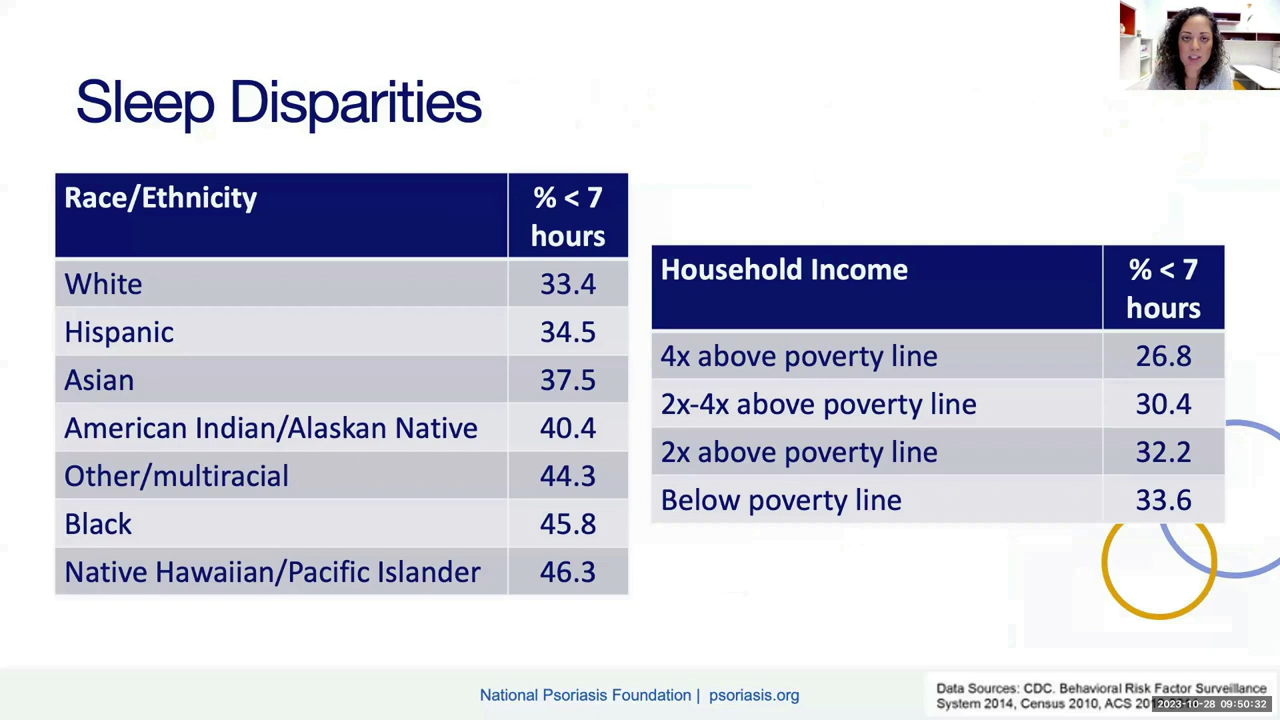 Sleep Disparities
Race/Ethnicity % < 7 hours
White 33.4
Hispanic 34.5
Asian 37.5
American Indian/Alaskan Native 40.4
Other/multiracial 44.3
Black 45.8
Native Hawaiian/Pacific Islander 46.3
Household Income % < 7 hours
4x above poverty line 26.8
2x-4x above poverty line 30.4
2x above poverty line 32.2
Below poverty line 33.6
National Psoriasis Foundation | psoriasis.org
Data Sources: CDC. Behavioral Risk Factor Surveillance
System 2014, Census 2010, ACS
2023-10-28 09:50:32